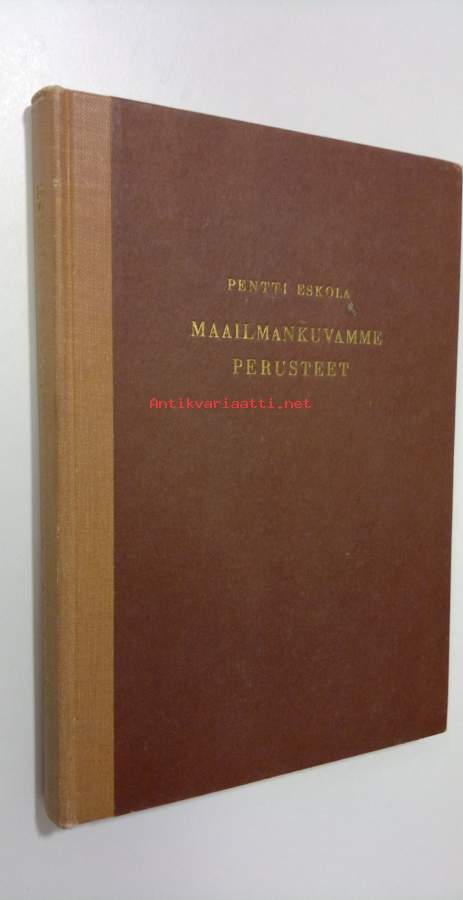 PENTTI ESKOLA
MAAILMANKUVAMME
PERUSTEET
Antikvariaatti.net